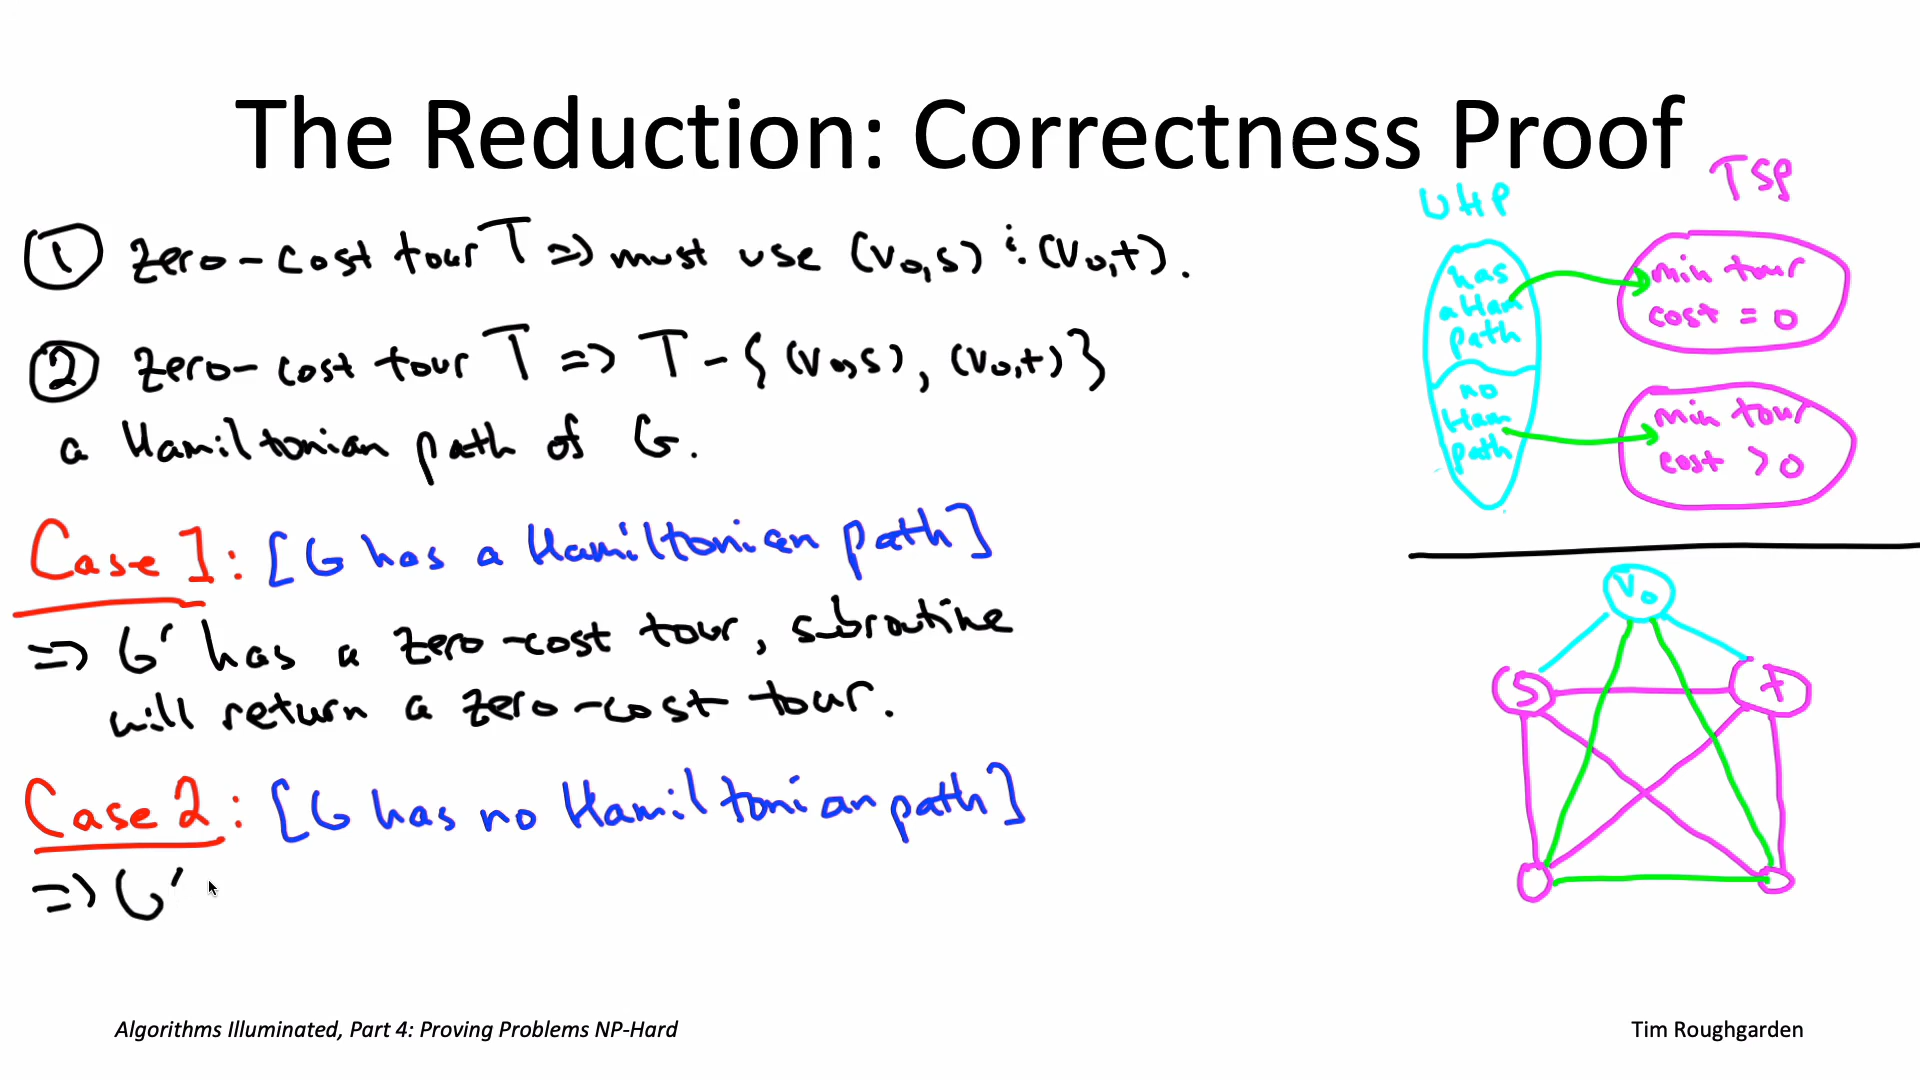 The Reduction: Correctness Proof
① Zero-cost tour T => must use (v0,s) & (v0,t).
② Zero-cost tour T => T - {(v0,s), (v0,t)}
a Hamiltonian path of G.
Case 1: [G has a Hamiltonian path]
=> G' has a zero-cost tour, subroutine
will return a zero-cost tour.
Case 2: [G has no Hamiltonian path]
=> G'
UHP
TSP
has
a Ham
path
min tour
cost = 0
no
Ham
path
min tour
cost > 0
v0
s
t
Algorithms Illuminated, Part 4: Proving Problems NP-Hard
Tim Roughgarden